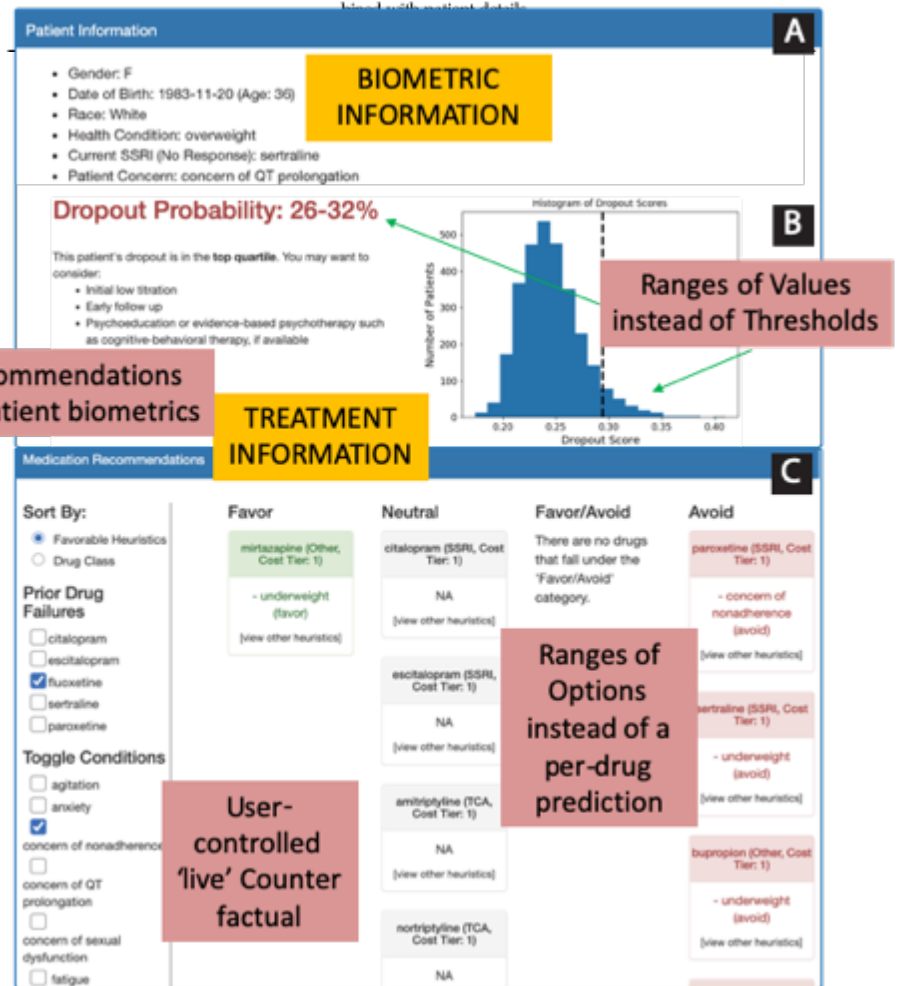 bined with patient details
Patient Information
A
• Gender: F
• Date of Birth: 1983-11-20 (Age: 36)
• Race: White
• Health Condition: overweight
• Current SSRI (No Response): sertraline
• Patient Concern: concern of QT prolongation
BIOMETRIC
INFORMATION
Dropout Probability: 26-32%
This patient's dropout is in the top quartile. You may want to
consider:
• Initial low titration
• Early follow up
• Psychoeducation or evidence-based psychotherapy such
as cognitive-behavioral therapy, if available
Histogram of Dropout Scores
Number of Patients
500
400
300
200
100
0
0.20 0.25 0.30 0.35 0.40
Dropout Score
B
Ranges of Values
instead of Thresholds
ommendations
tient biometrics
TREATMENT
INFORMATION
Medication Recommendations
C
Sort By:
Favorable Heuristics
Drug Class
Prior Drug
Failures
citalopram
escitalopram
fluoxetine
sertraline
paroxetine
Toggle Conditions
agitation
anxiety
concern of nonadherence
concern of QT
prolongation
concern of sexual
dysfunction
fatigue
Favor
mirtazapine (Other,
Cost Tier: 1)
- underweight
(favor)
[view other heuristics]
User-
controlled
'live' Counter
factual
Neutral
citalopram (SSRI, Cost
Tier: 1)
NA
[view other heuristics]
escitalopram (SSRI,
Cost Tier: 1)
NA
[view other heuristics]
amitriptyline (TCA,
Cost Tier: 1)
NA
[view other heuristics]
nortriptyline (TCA,
Cost Tier: 1)
NA
Favor/Avoid
There are no drugs
that fall under the
'Favor/Avoid'
category.
Ranges of
Options
instead of a
per-drug
prediction
Avoid
paroxetine (SSRI, Cost
Tier: 1)
- concern of
nonadherence
(avoid)
[view other heuristics]
sertraline (SSRI, Cost
Tier: 1)
- underweight
(avoid)
[view other heuristics]
bupropion (Other, Cost
Tier: 1)
- underweight
(avoid)
[view other heuristics]